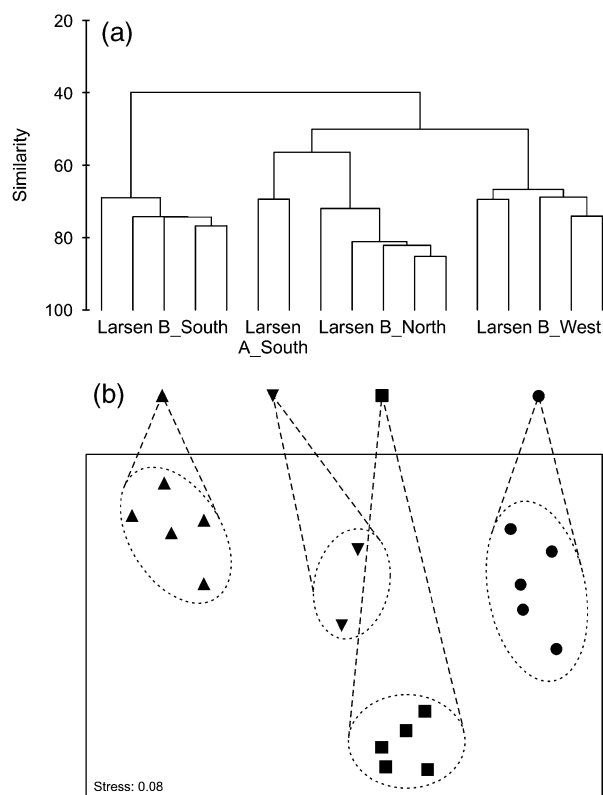 (a)
20
40
60
80
100
Similarity
Larsen B_South
Larsen
A_South
Larsen B_North
Larsen B_West
(b)
Stress: 0.08